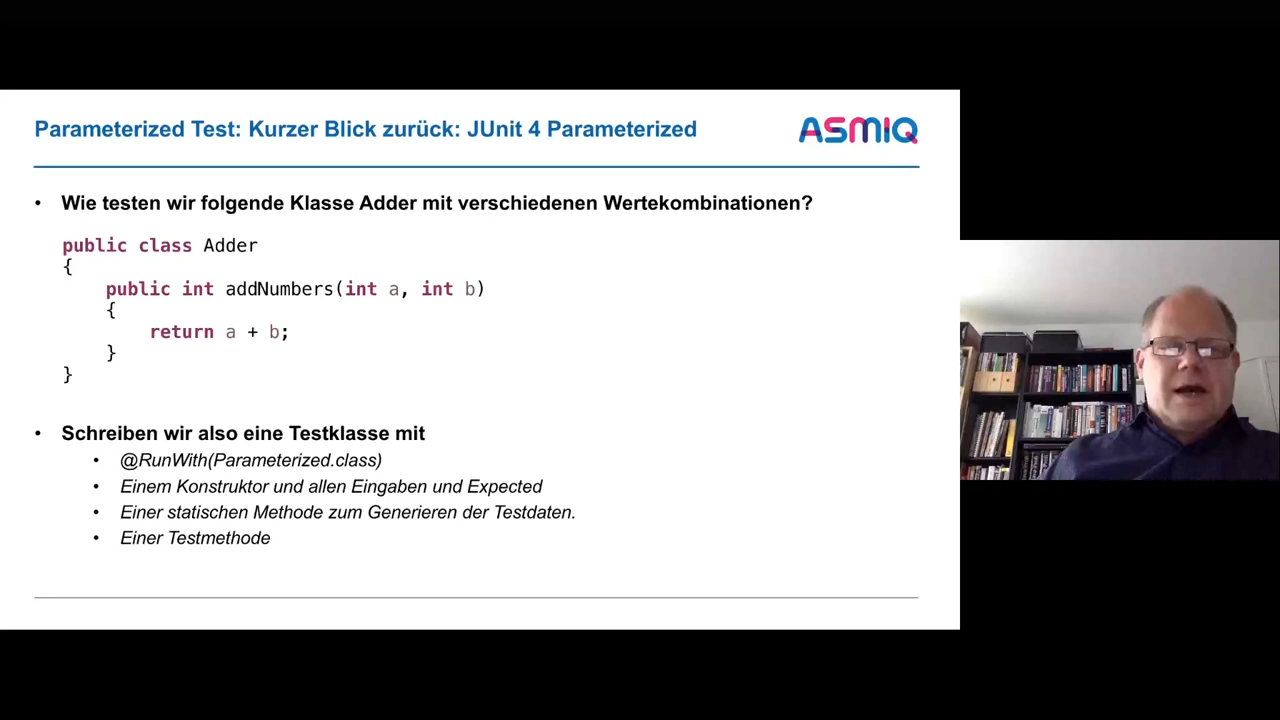 Parameterized Test: Kurzer Blick zurück: JUnit 4 Parameterized
ASMIQ
• Wie testen wir folgende Klasse Adder mit verschiedenen Wertekombinationen?
public class Adder
{
    public int addNumbers(int a, int b)
    {
        return a + b;
    }
}
• Schreiben wir also eine Testklasse mit
• @RunWith(Parameterized.class)
• Einem Konstruktor und allen Eingaben und Expected
• Einer statischen Methode zum Generieren der Testdaten.
• Einer Testmethode